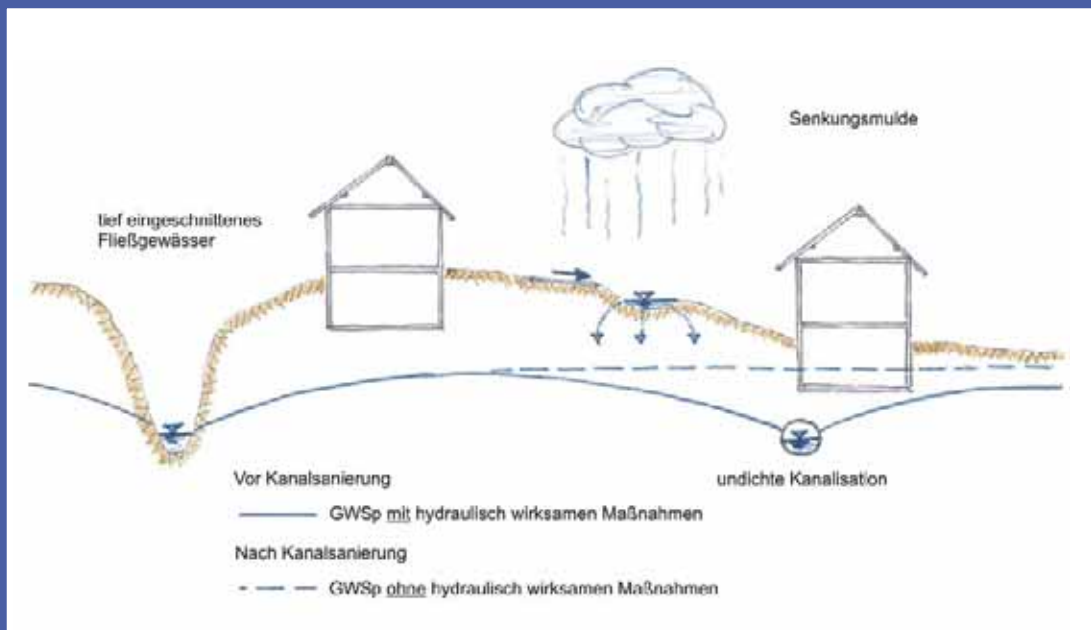 Senkungsmulde
tief eingeschnittenes
Fließgewässer
Vor Kanalsanierung
undichte Kanalisation
GWSp mit hydraulisch wirksamen Maßnahmen
Nach Kanalsanierung
GWSp ohne hydraulisch wirksamen Maßnahmen